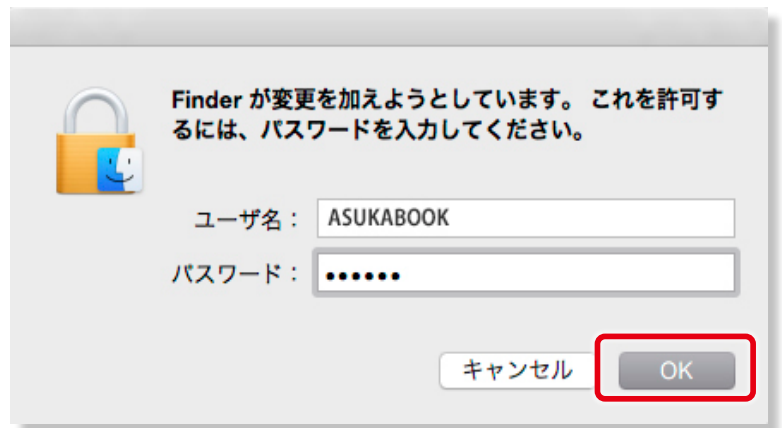 Finder が変更を加えようとしています。 これを許可す
るには、パスワードを入力してください。
ユーザ名： ASUKABOOK
パスワード： ••••••
キャンセル OK